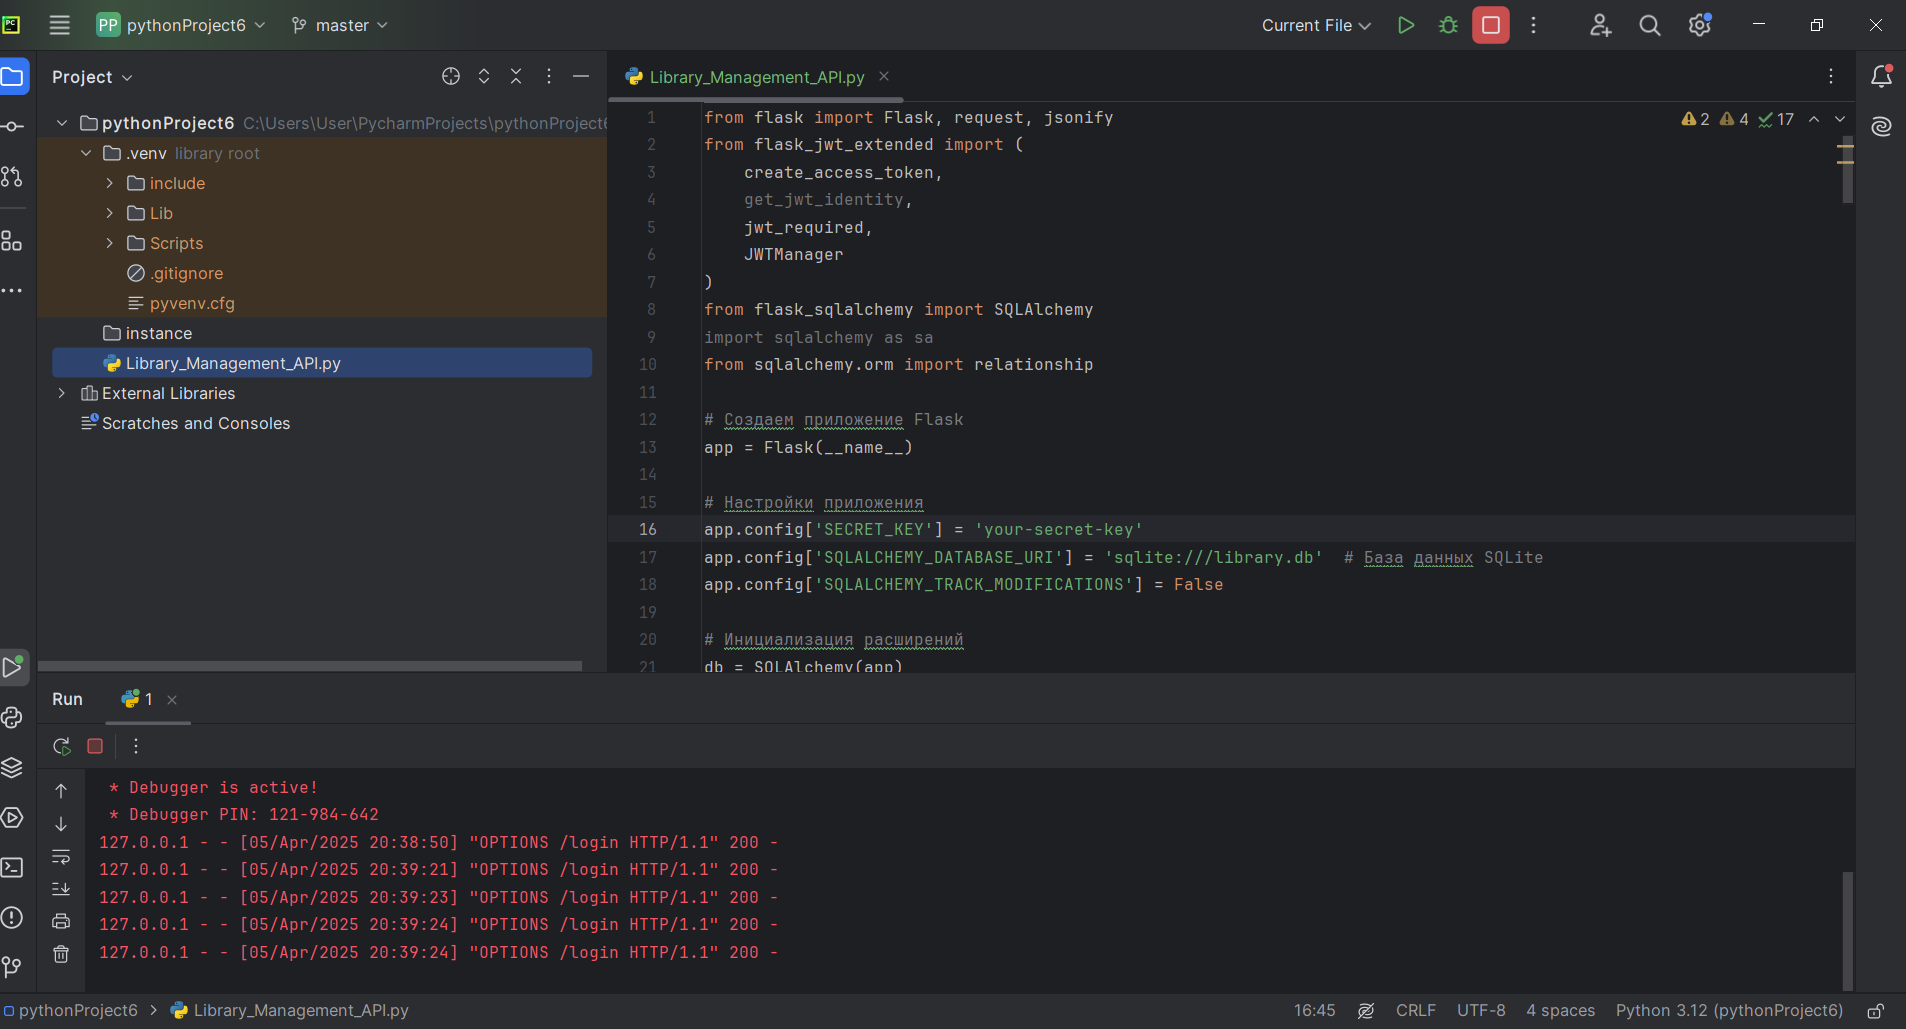 PC
PP pythonProject6
master
Current File
Project
pythonProject6 C:\Users\User\PycharmProjects\pythonProject6
.venv library root
include
Lib
Scripts
.gitignore
pyvenv.cfg
instance
Library_Management_API.py
External Libraries
Scratches and Consoles
Library_Management_API.py
2 4 17
1 from flask import Flask, request, jsonify
2 from flask_jwt_extended import (
3 create_access_token,
4 get_jwt_identity,
5 jwt_required,
6 JWTManager
7 )
8 from flask_sqlalchemy import SQLAlchemy
9 import sqlalchemy as sa
10 from sqlalchemy.orm import relationship
11
12 # Создаем приложение Flask
13 app = Flask(__name__)
14
15 # Настройки приложения
16 app.config['SECRET_KEY'] = 'your-secret-key'
17 app.config['SQLALCHEMY_DATABASE_URI'] = 'sqlite:///library.db' # База данных SQLite
18 app.config['SQLALCHEMY_TRACK_MODIFICATIONS'] = False
19
20 # Инициализация расширений
21 db = SQLAlchemy(app)
Run
1
* Debugger is active!
* Debugger PIN: 121-984-642
127.0.0.1 - - [05/Apr/2025 20:38:50] "OPTIONS /login HTTP/1.1" 200 -
127.0.0.1 - - [05/Apr/2025 20:39:21] "OPTIONS /login HTTP/1.1" 200 -
127.0.0.1 - - [05/Apr/2025 20:39:23] "OPTIONS /login HTTP/1.1" 200 -
127.0.0.1 - - [05/Apr/2025 20:39:24] "OPTIONS /login HTTP/1.1" 200 -
127.0.0.1 - - [05/Apr/2025 20:39:24] "OPTIONS /login HTTP/1.1" 200 -
pythonProject6 > Library_Management_API.py
16:45 CRLF UTF-8 4 spaces Python 3.12 (pythonProject6)